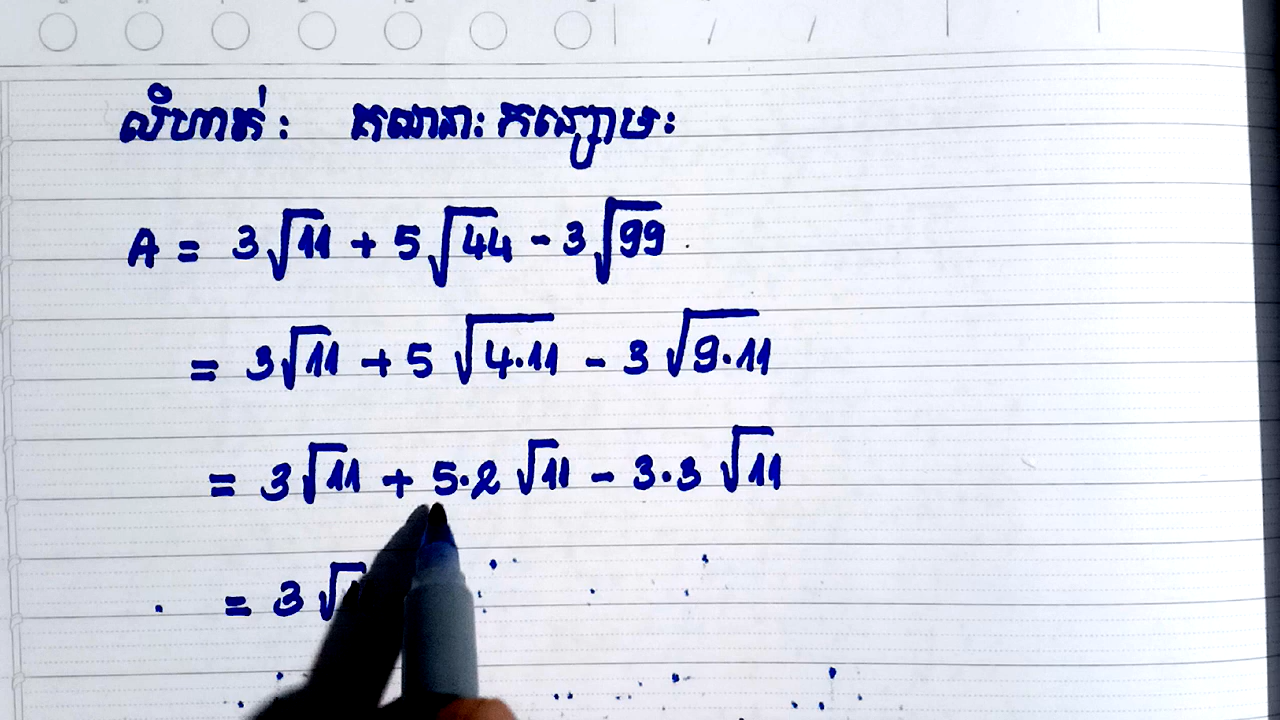 លំហាត់ : គណនាៈ កន្សោមៈ
A = 3√11 + 5√44 - 3√99
= 3√11 + 5√4·11 - 3√9·11
= 3√11 + 5·2√11 - 3·3√11
= 3√